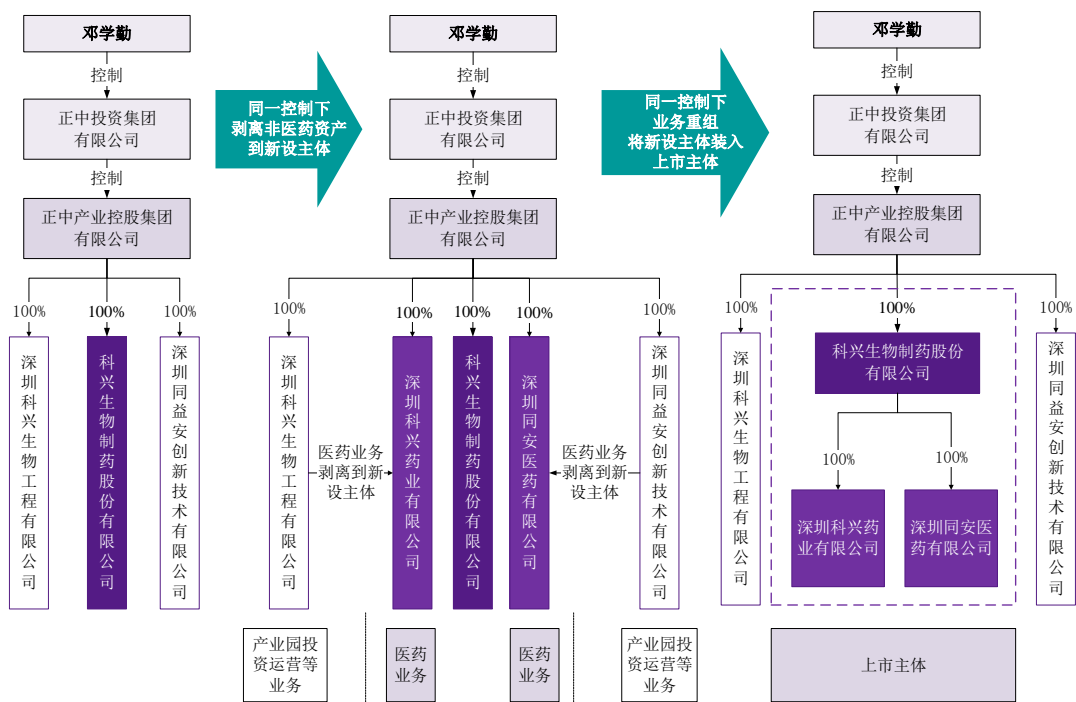 邓学勤
控制
正中投资集团
有限公司
控制
正中产业控股集团
有限公司
100%
100%
100%
深圳科兴生物工程有限公司
科兴生物制药股份有限公司
深圳同益安创新技术有限公司
同一控制下
剥离非医药资产
到新设主体
邓学勤
控制
正中投资集团
有限公司
控制
正中产业控股集团
有限公司
100%
100%
100%
100%
100%
深圳科兴生物工程有限公司
医药业务
剥离到新
设主体
深圳科兴药业有限公司
科兴生物制药股份有限公司
深圳同安医药有限公司
医药业务
剥离到新
设主体
深圳同益安创新技术有限公司
产业园投
资运营等
业务
医药
业务
医药
业务
产业园投
资运营等
业务
同一控制下
业务重组
将新设主体装入
上市主体
邓学勤
控制
正中投资集团
有限公司
控制
正中产业控股集团
有限公司
100%
100%
100%
深圳科兴生物工程有限公司
科兴生物制药股份
有限公司
100%
100%
深圳科兴药
业有限公司
深圳同安医
药有限公司
深圳同益安创新技术有限公司
上市主体